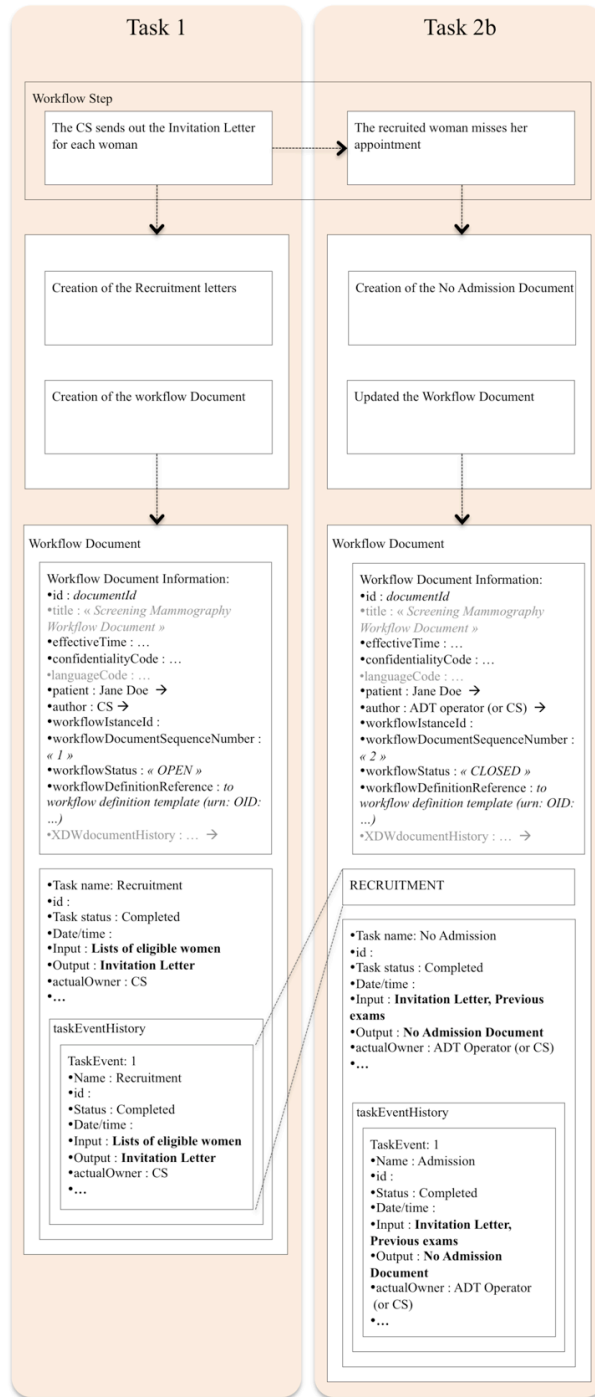 Task 1
Workflow Step
The CS sends out the Invitation Letter
for each woman
Creation of the Recruitment letters
Creation of the workflow Document
Workflow Document
Workflow Document Information:
•id : documentId
•title : « Screening Mammography
Workflow Document »
•effectiveTime : …
•confidentialityCode : …
•languageCode : …
•patient : Jane Doe →
•author : CS →
•workflowIstanceId :
•workflowDocumentSequenceNumber :
« 1 »
•workflowStatus : « OPEN »
•workflowDefinitionReference : to
workflow definition template (urn: OID:
…)
•XDWdocumentHistory : … →
•Task name: Recruitment
•id :
•Task status : Completed
•Date/time :
•Input : Lists of eligible women
•Output : Invitation Letter
•actualOwner : CS
•…
taskEventHistory
TaskEvent: 1
•Name : Recruitment
•id :
•Status : Completed
•Date/time :
•Input : Lists of eligible women
•Output : Invitation Letter
•actualOwner : CS
•…
Task 2b
The recruited woman misses her
appointment
Creation of the No Admission Document
Updated the Workflow Document
Workflow Document
Workflow Document Information:
•id : documentId
•title : « Screening Mammography
Workflow Document »
•effectiveTime : …
•confidentialityCode : …
•languageCode : …
•patient : Jane Doe →
•author : ADT operator (or CS) →
•workflowIstanceId :
•workflowDocumentSequenceNumber :
« 2 »
•workflowStatus : « CLOSED »
•workflowDefinitionReference : to
workflow definition template (urn: OID:
…)
•XDWdocumentHistory : … →
RECRUITMENT
•Task name: No Admission
•id :
•Task status : Completed
•Date/time :
•Input : Invitation Letter, Previous
exams
•Output : No Admission Document
•actualOwner : ADT Operator (or CS)
•…
taskEventHistory
TaskEvent: 1
•Name : Admission
•id :
•Status : Completed
•Date/time :
•Input : Invitation Letter,
Previous exams
•Output : No Admission
Document
•actualOwner : ADT Operator
(or CS)
•…